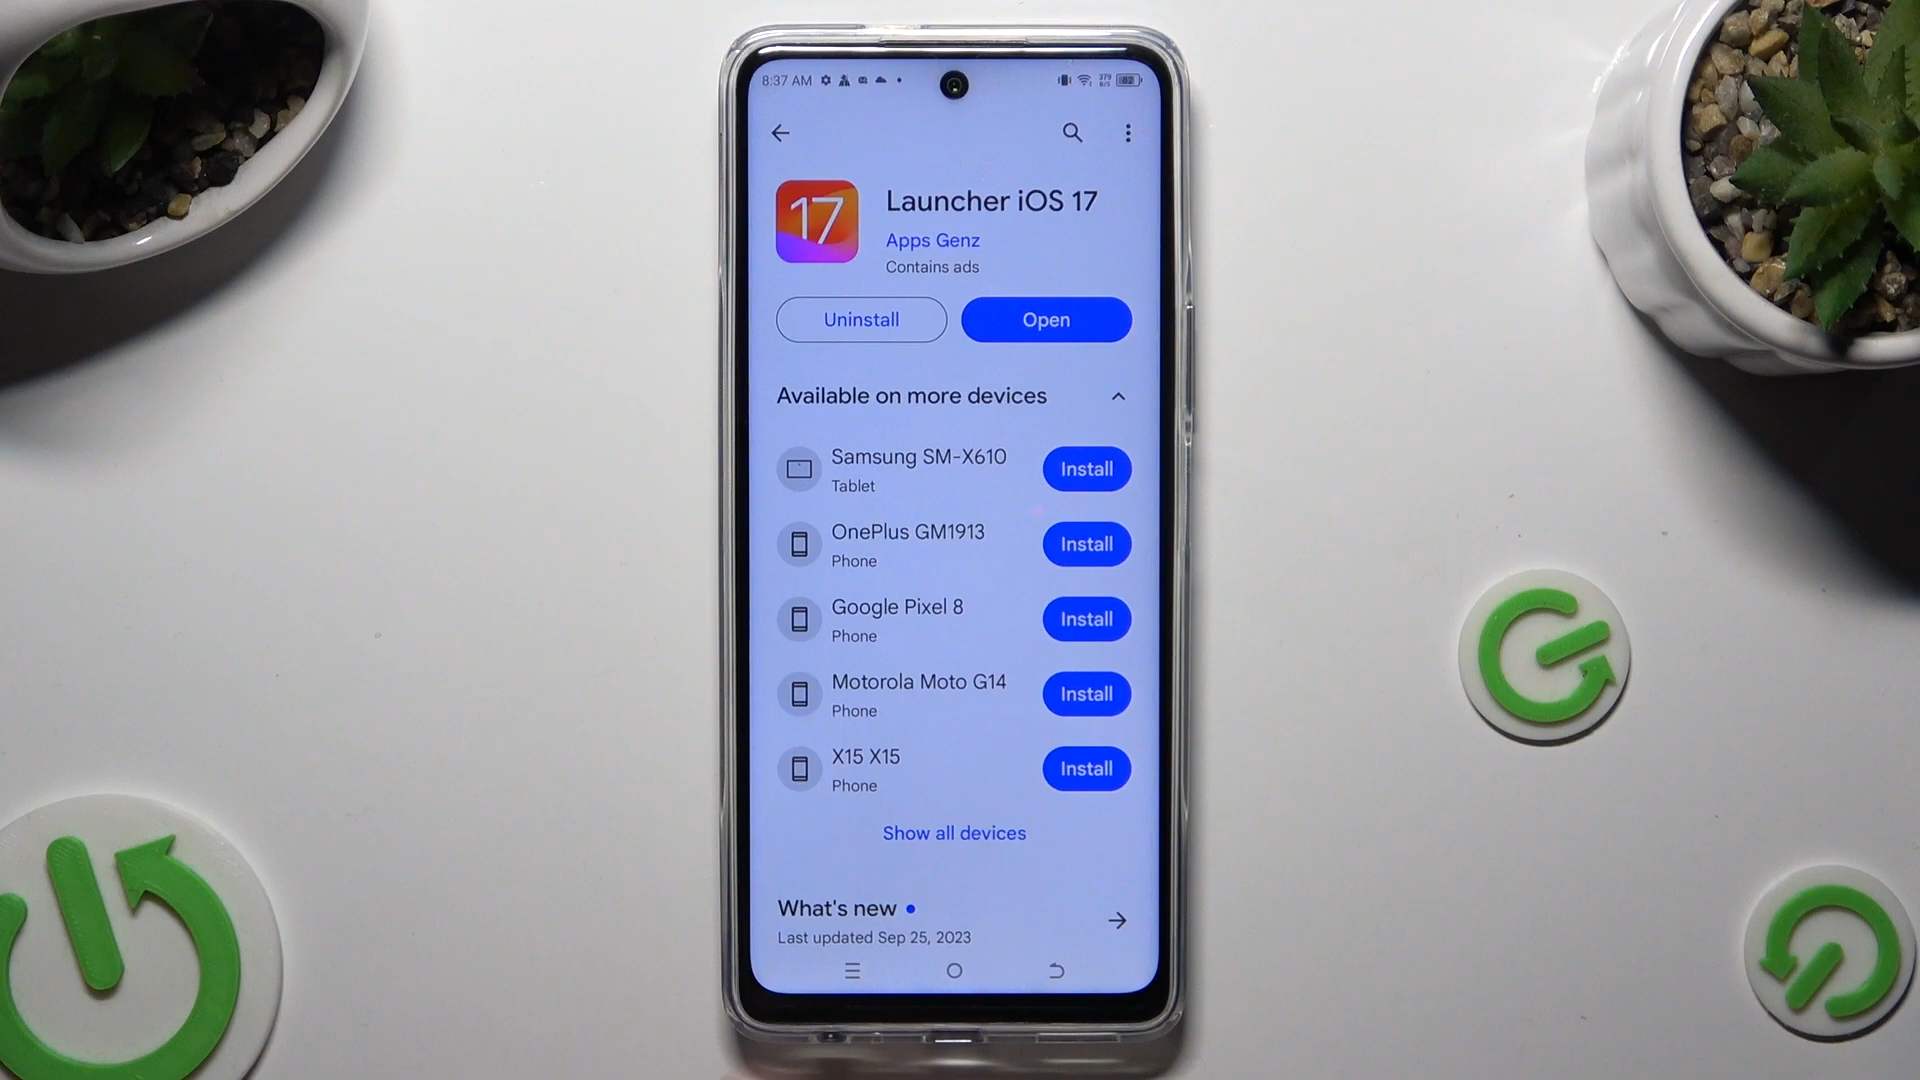 8:37 AM
379
B/S
82
17
Launcher iOS 17
Apps Genz
Contains ads
Uninstall
Open
Available on more devices
Samsung SM-X610
Tablet
Install
OnePlus GM1913
Phone
Install
Google Pixel 8
Phone
Install
Motorola Moto G14
Phone
Install
X15 X15
Phone
Install
Show all devices
What's new
Last updated Sep 25, 2023